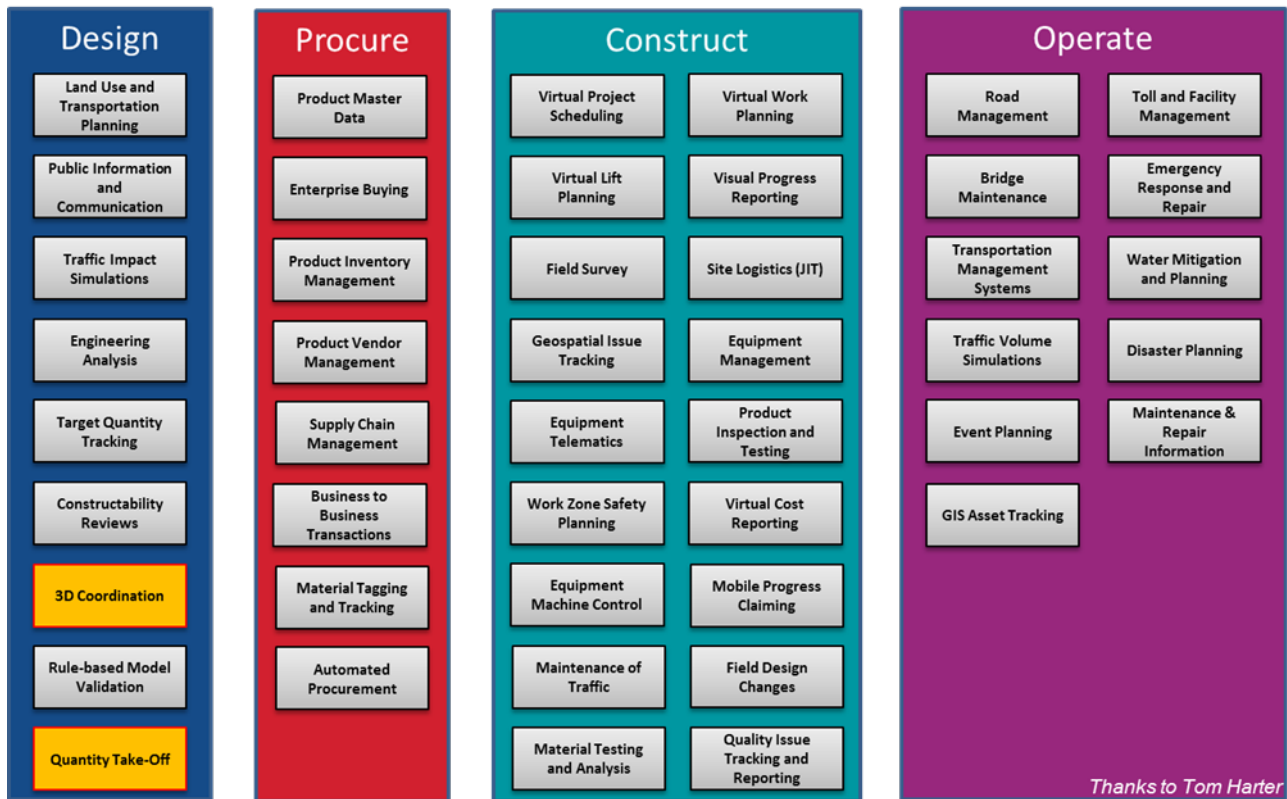 Design
Land Use and
Transportation
Planning
Public Information
and
Communication
Traffic Impact
Simulations
Engineering
Analysis
Target Quantity
Tracking
Constructability
Reviews
3D Coordination
Rule-based Model
Validation
Quantity Take-Off
Procure
Product Master
Data
Enterprise Buying
Product Inventory
Management
Product Vendor
Management
Supply Chain
Management
Business to
Business
Transactions
Material Tagging
and Tracking
Automated
Procurement
Construct
Virtual Project
Scheduling
Virtual Work
Planning
Virtual Lift
Planning
Visual Progress
Reporting
Field Survey
Site Logistics (JIT)
Geospatial Issue
Tracking
Equipment
Management
Equipment
Telematics
Product
Inspection and
Testing
Work Zone Safety
Planning
Virtual Cost
Reporting
Equipment
Machine Control
Mobile Progress
Claiming
Maintenance of
Traffic
Field Design
Changes
Material Testing
and Analysis
Quality Issue
Tracking and
Reporting
Operate
Road
Management
Toll and Facility
Management
Bridge
Maintenance
Emergency
Response and
Repair
Transportation
Management
Systems
Water Mitigation
and Planning
Traffic Volume
Simulations
Disaster Planning
Event Planning
Maintenance &
Repair
Information
GIS Asset Tracking
Thanks to Tom Harter